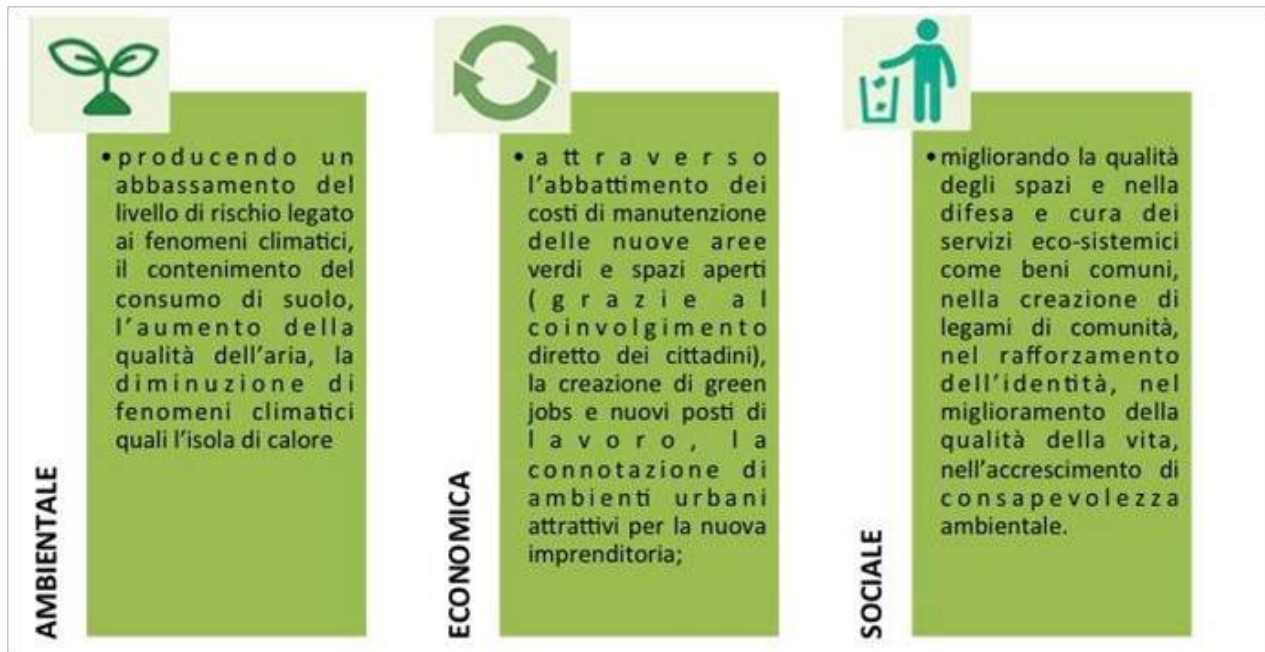 AMBIENTALE
•producendo un
abbassamento del
livello di rischio legato
ai fenomeni climatici,
il contenimento del
consumo di suolo,
l'aumento della
qualità dell'aria, la
diminuzione di
fenomeni climatici
quali l'isola di calore
ECONOMICA
•attraverso
l'abbattimento dei
costi di manutenzione
delle nuove aree
verdi e spazi aperti
(grazie al
coinvolgimento
diretto dei cittadini),
la creazione di green
jobs e nuovi posti di
lavoro, la
connotazione di
ambienti urbani
attrattivi per la nuova
imprenditoria;
SOCIALE
•migliorando la qualità
degli spazi e nella
difesa e cura dei
servizi eco-sistemici
come beni comuni,
nella creazione di
legami di comunità,
nel rafforzamento
dell'identità, nel
miglioramento della
qualità della vita,
nell'accrescimento di
consapevolezza
ambientale.